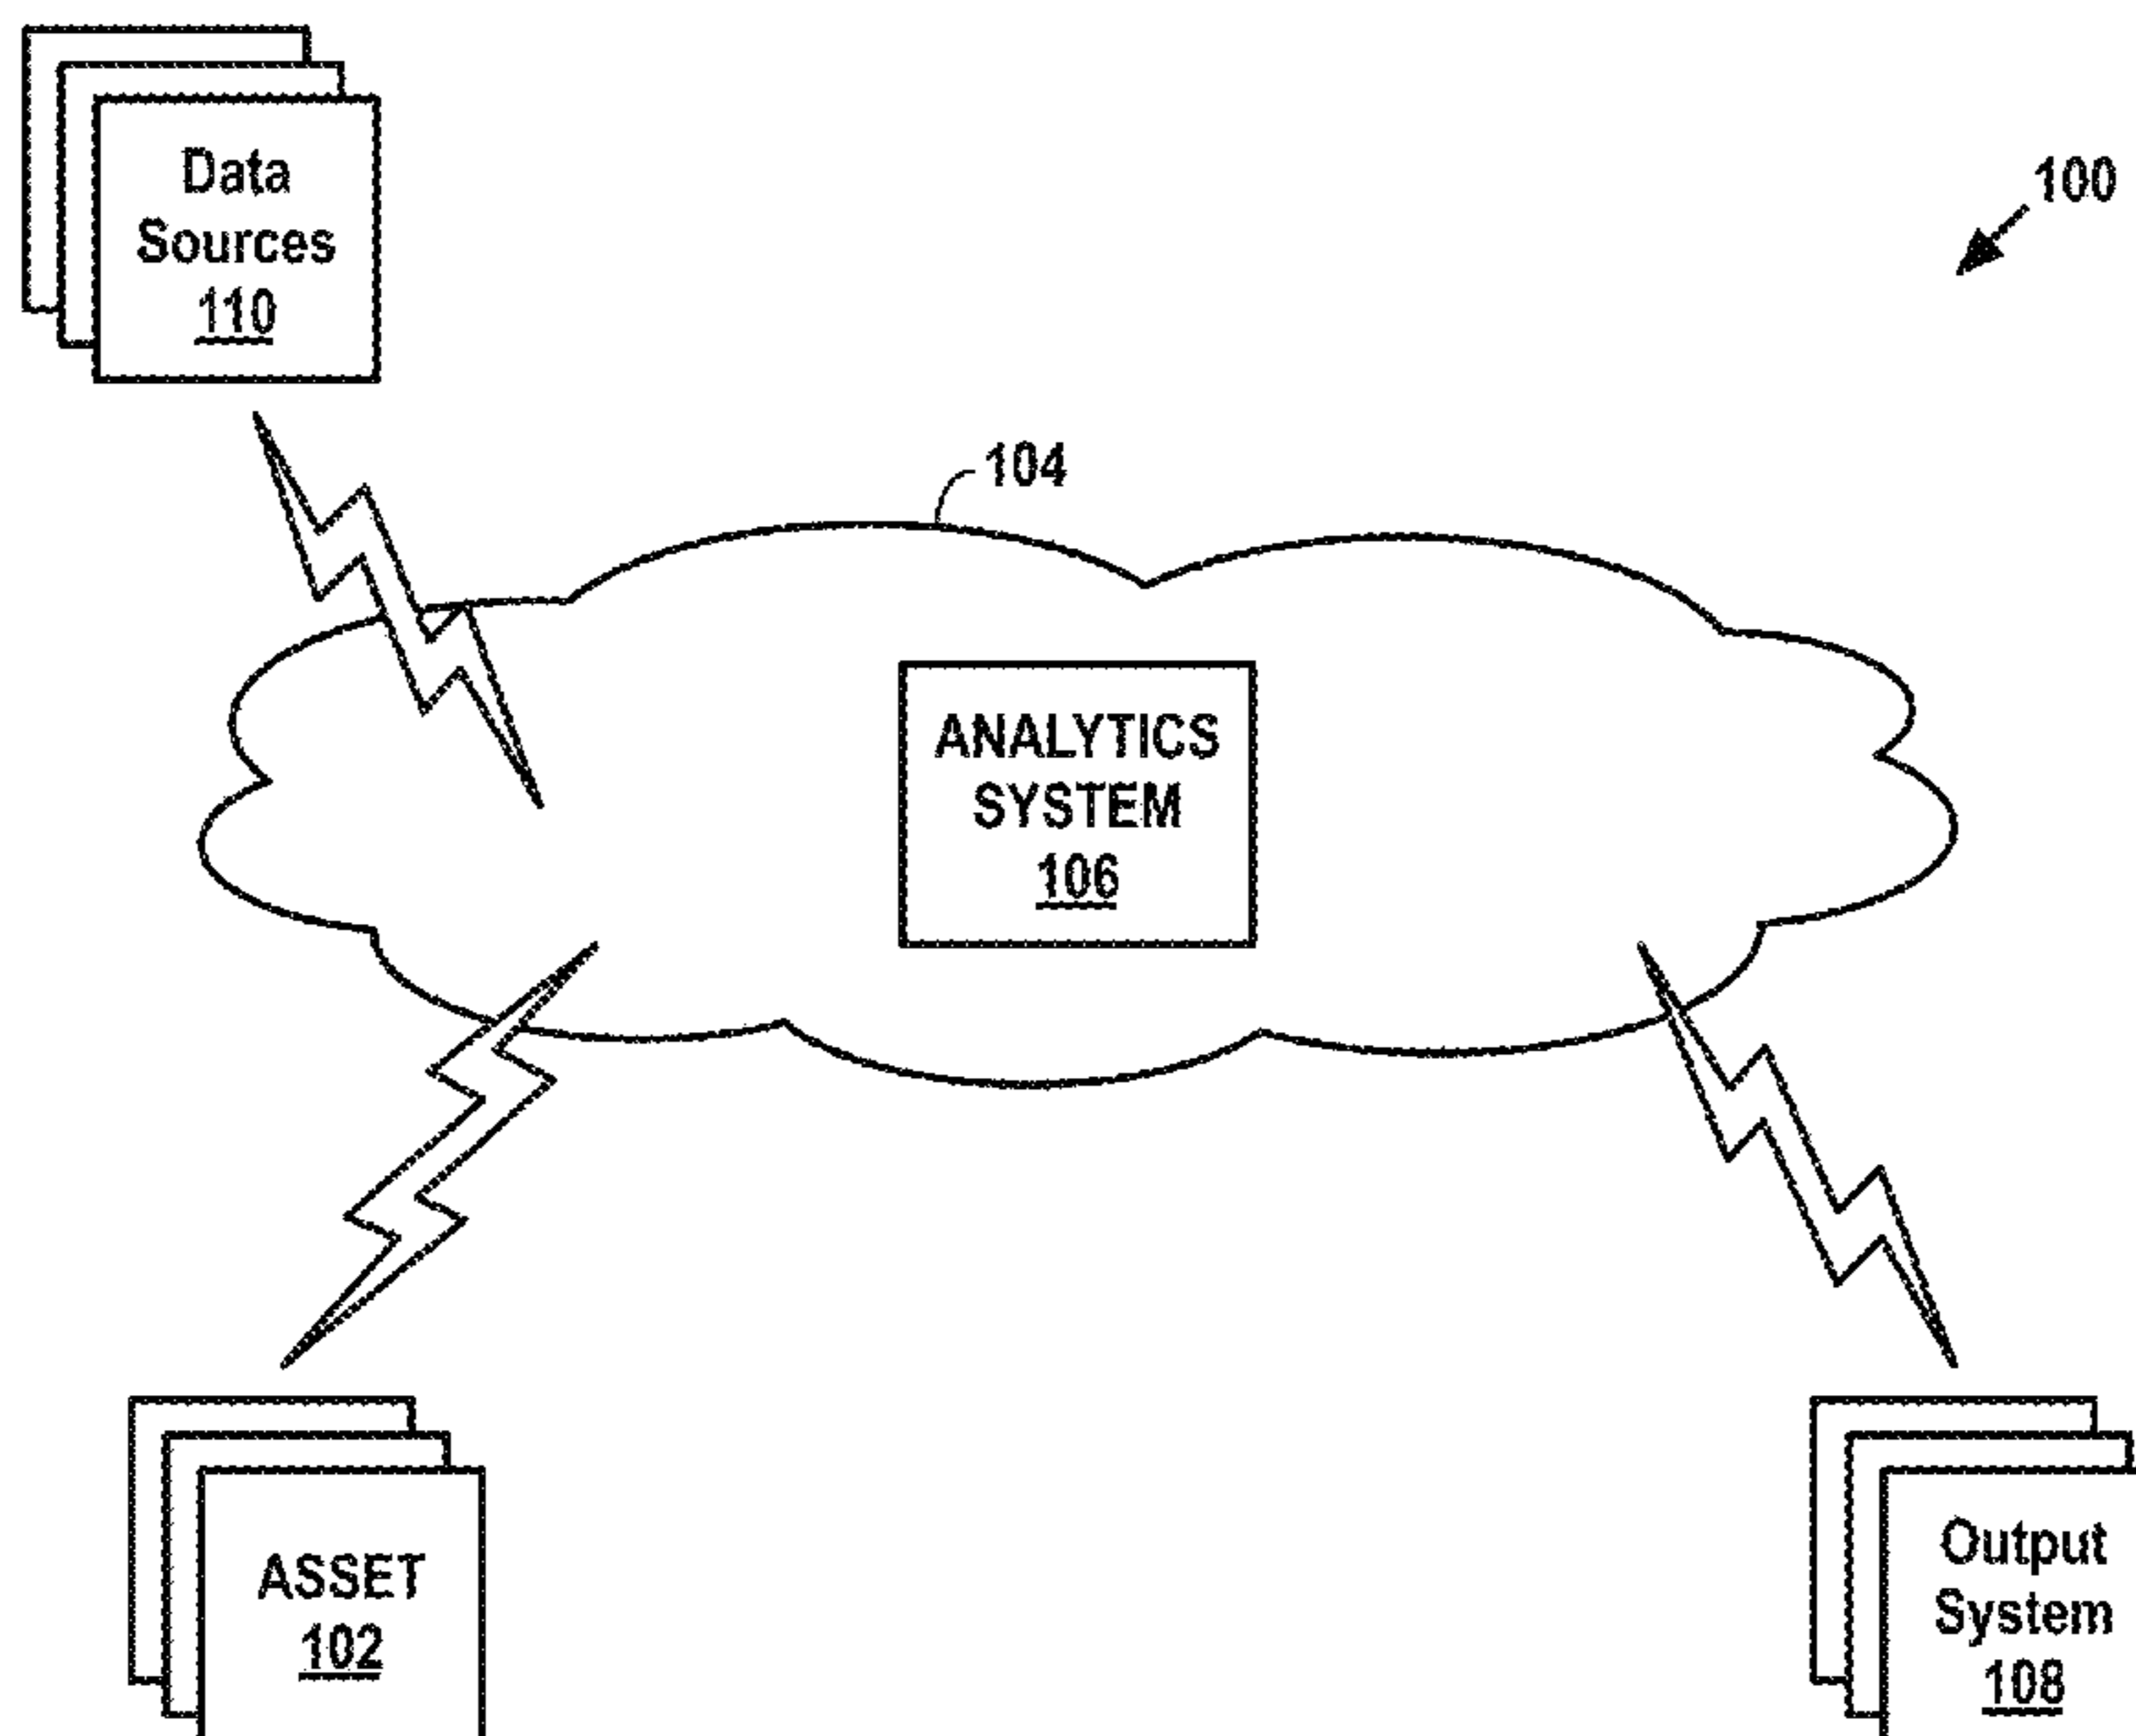 Data
Sources
110
100
104
ANALYTICS
SYSTEM
106
ASSET
102
Output
System
108